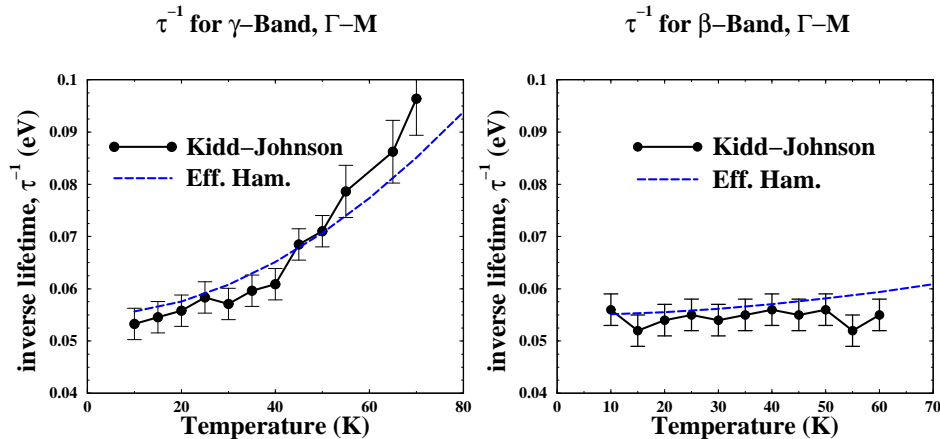 τ⁻¹ for γ–Band, Γ–M
inverse lifetime, τ⁻¹ (eV)
0.1
0.09
0.08
0.07
0.06
0.05
0.04
Kidd–Johnson
Eff. Ham.
0 20 40 60 80
Temperature (K)
τ⁻¹ for β–Band, Γ–M
inverse lifetime, τ⁻¹ (eV)
0.1
0.09
0.08
0.07
0.06
0.05
0.04
Kidd–Johnson
Eff. Ham.
0 10 20 30 40 50 60 70
Temperature (K)